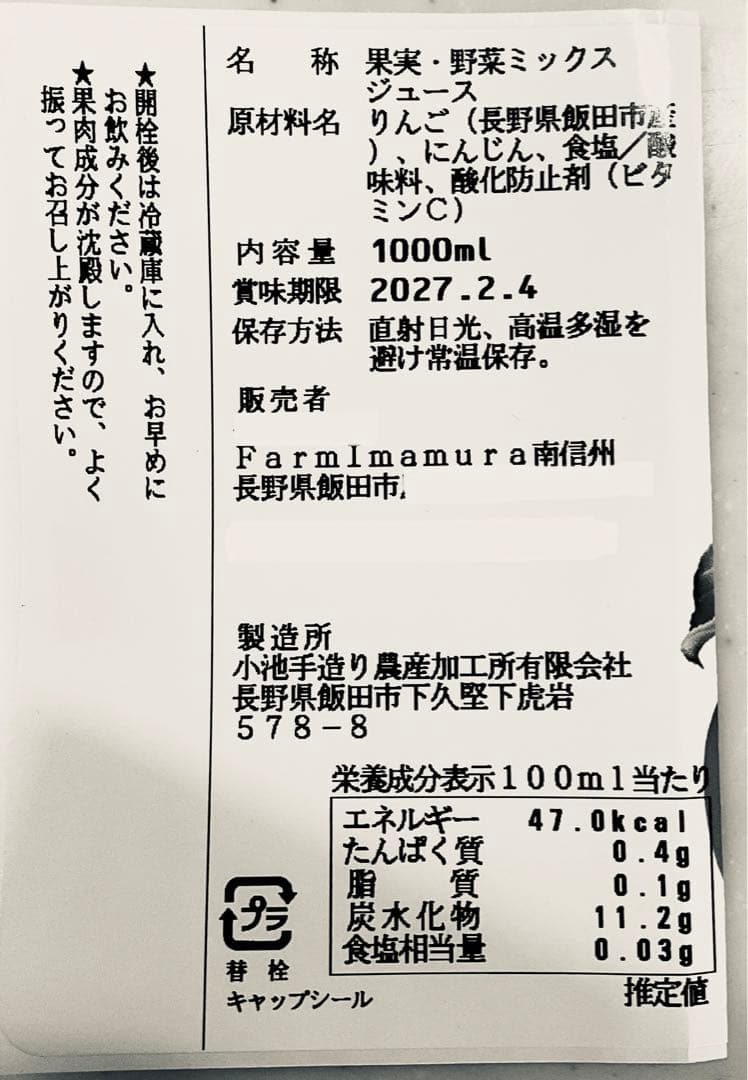 ★開栓後は冷蔵庫に入れ、お早めに
お飲みください。
★果肉成分が沈殿しますので、よく
振ってお召し上がりください。
名　称　果実・野菜ミックス
ジュース
原材料名　りんご（長野県飯田市産
）、にんじん、食塩／酸
味料、酸化防止剤（ビタ
ミンＣ）
内容量　1000ml
賞味期限　2027.2.4
保存方法　直射日光、高温多湿を
避け常温保存。
販売者
ＦａｒｍＩｍａｍｕｒａ南信州
長野県飯田市
製造所
小池手造り農産加工所有限会社
長野県飯田市下久堅下虎岩
５７８－８
栄養成分表示１００ｍｌ当たり
エネルギー　47.0kcal
たんぱく質　0.4g
脂　質　0.1g
炭水化物　11.2g
食塩相当量　0.03g
推定値
プラ
替栓
キャップシール